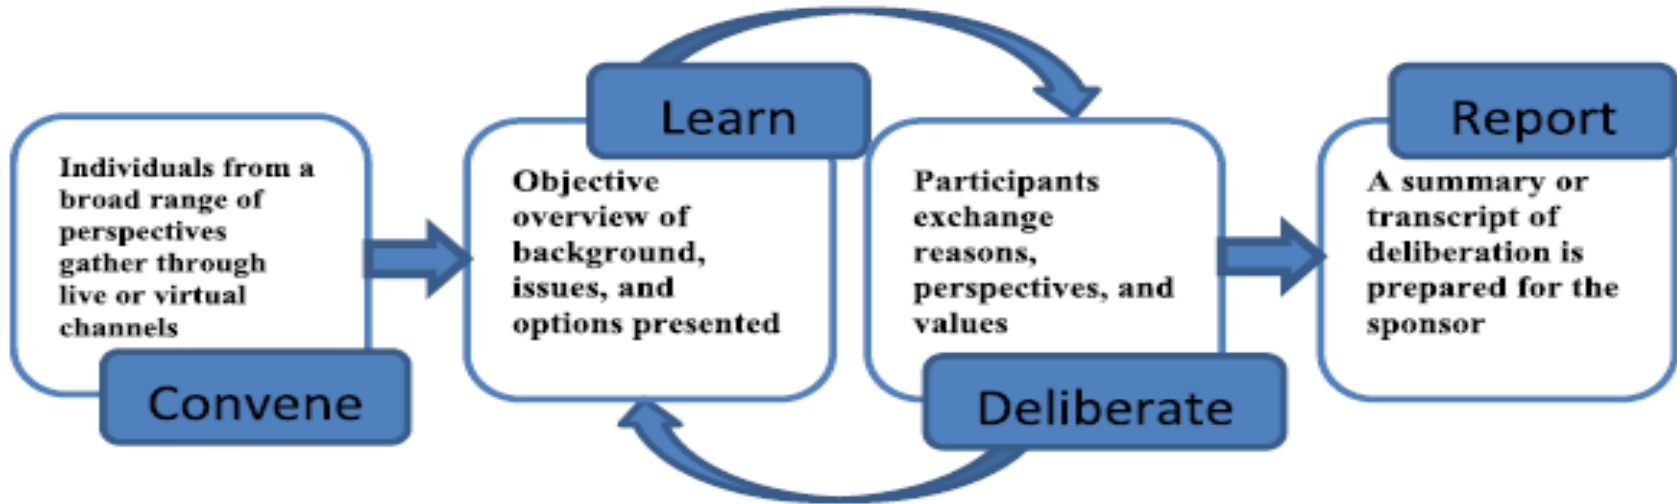 Individuals from a
broad range of
perspectives
gather through
live or virtual
channels
Convene
Learn
Objective
overview of
background,
issues, and
options presented
Participants
exchange
reasons,
perspectives, and
values
Deliberate
Report
A summary or
transcript of
deliberation is
prepared for the
sponsor